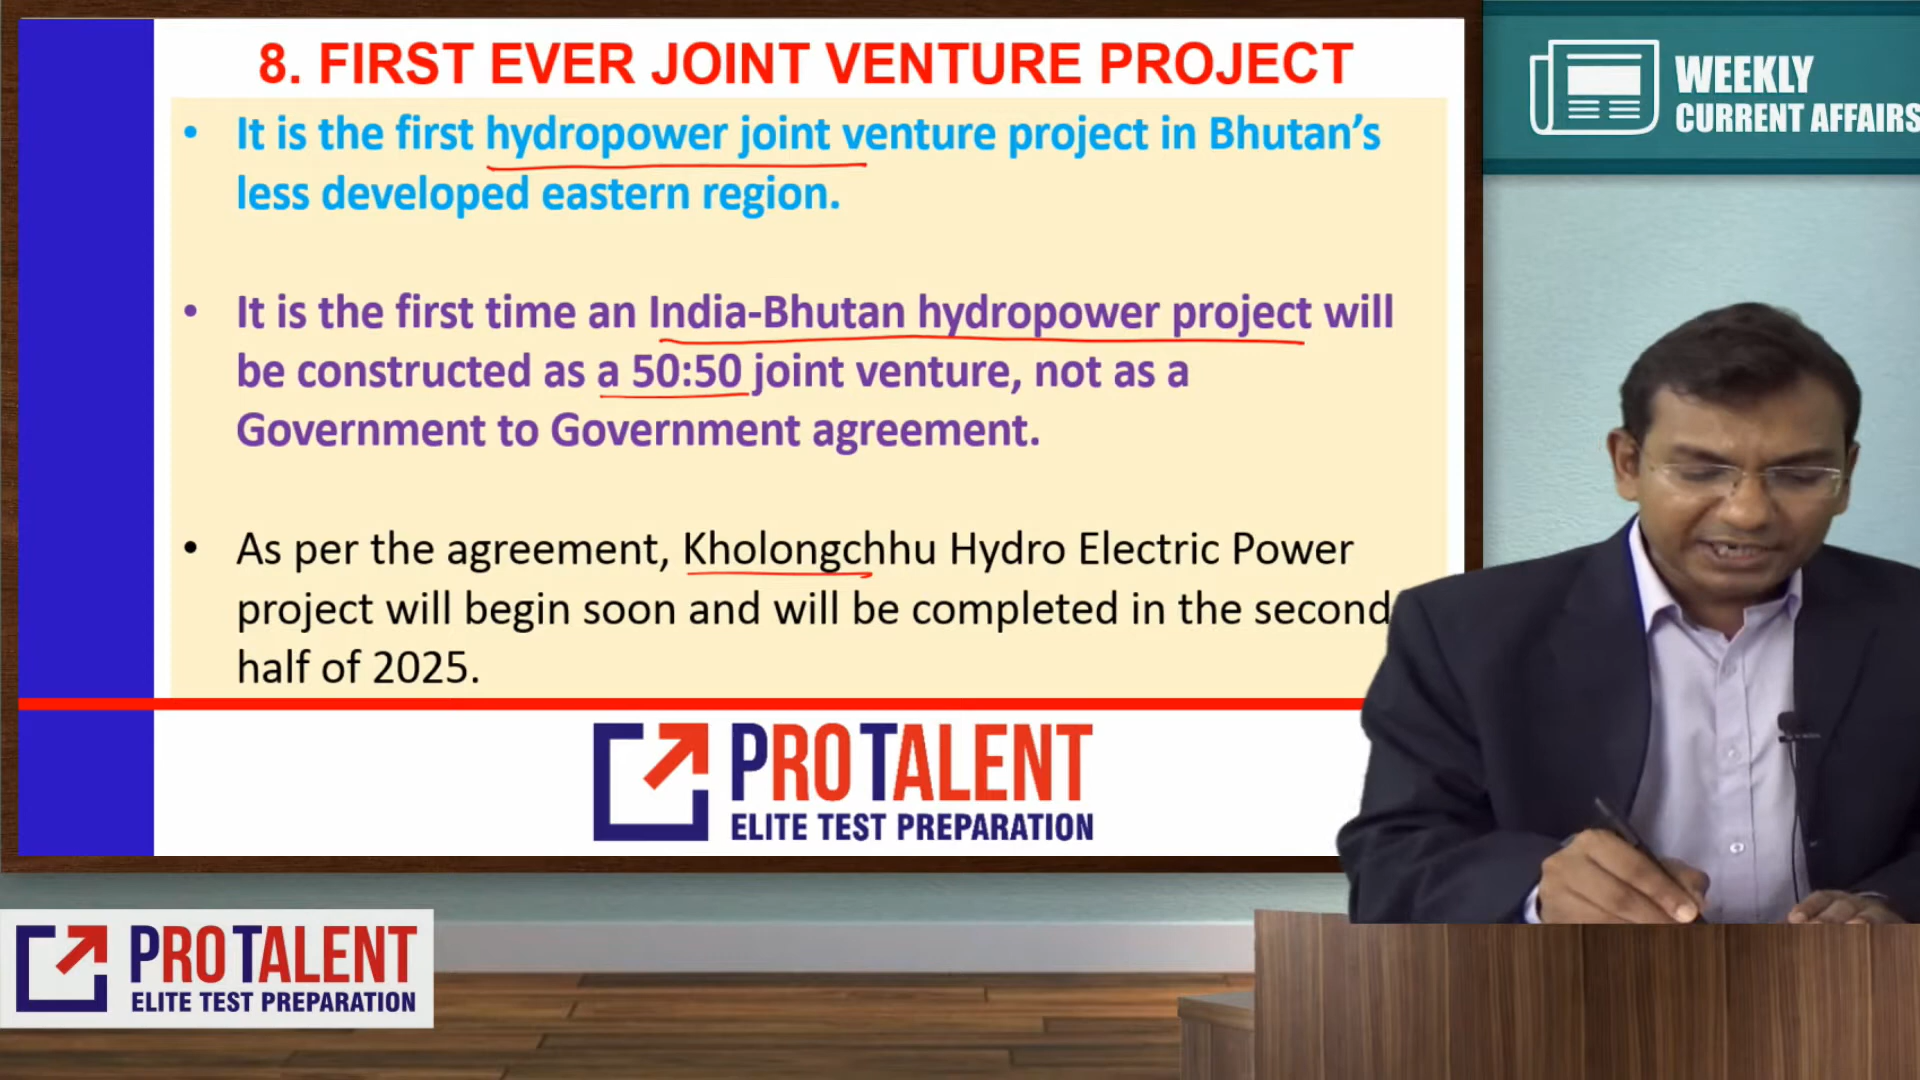 8. FIRST EVER JOINT VENTURE PROJECT
• It is the first hydropower joint venture project in Bhutan’s
less developed eastern region.
• It is the first time an India-Bhutan hydropower project will
be constructed as a 50:50 joint venture, not as a
Government to Government agreement.
• As per the agreement, Kholongchhu Hydro Electric Power
project will begin soon and will be completed in the second
half of 2025.
PROTALENT
ELITE TEST PREPARATION
WEEKLY
CURRENT AFFAIRS
PROTALENT
ELITE TEST PREPARATION